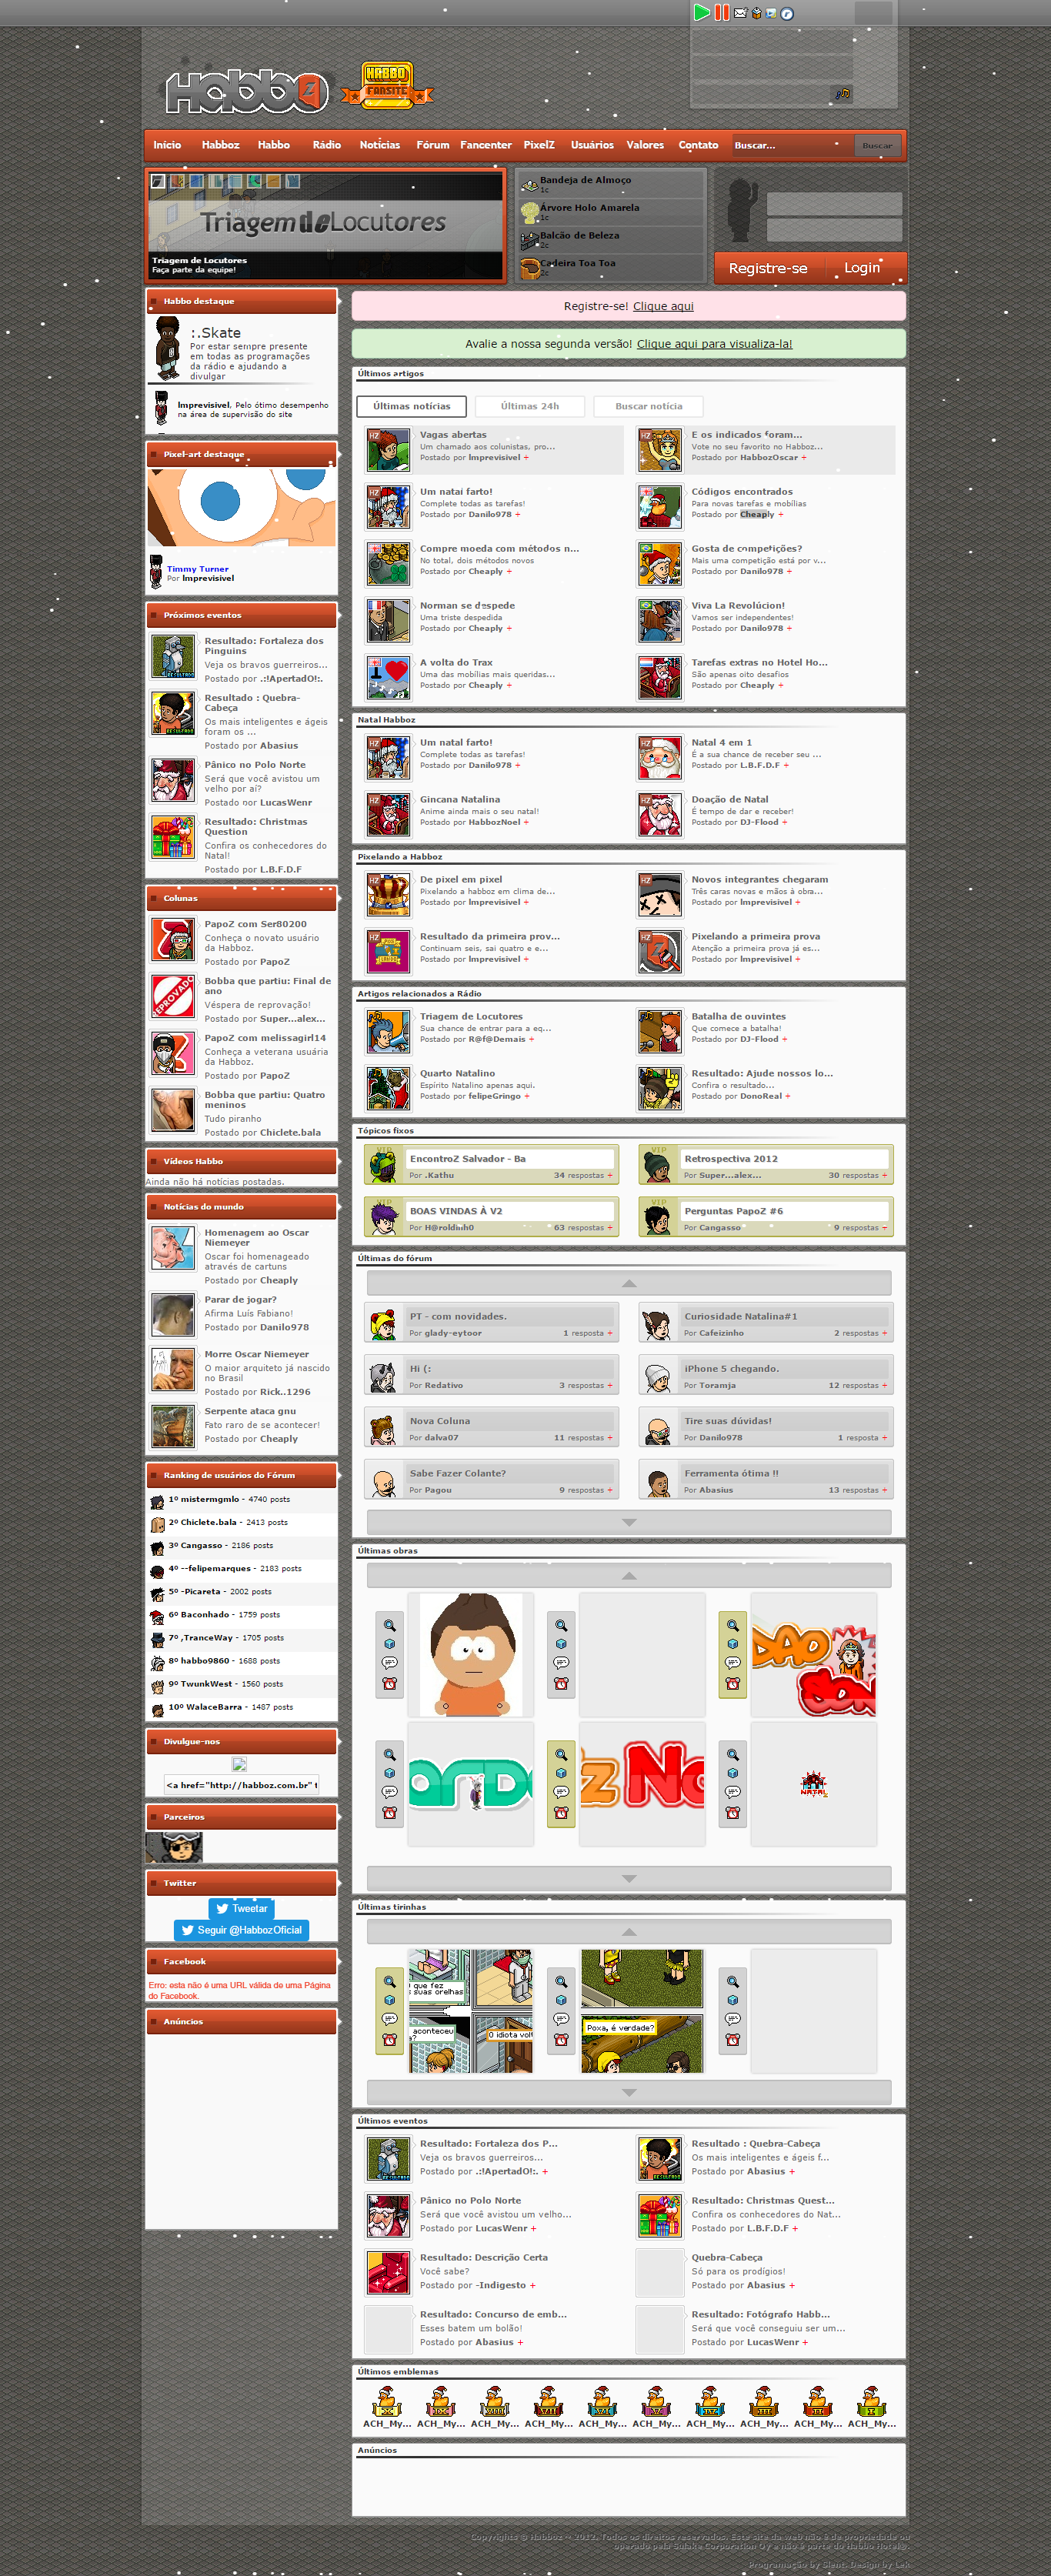 Habboz
HABBO
FANSITE
Início Habboz Habbo Rádio Notícias Fórum Fancenter PixelZ Usuários Valores Contato Buscar... Buscar
TriagemdeLocutores
Triagem de Locutores
Faça parte da equipe!
Bandeja de Almoço
1c
Árvore Holo Amarela
1c
Balcão de Beleza
2c
Cadeira Toa Toa
Registre-se Login
Habbo destaque
:.Skate
Por estar sempre presente
em todas as programações
da rádio e ajudando a
divulgar
Imprevisivel, Pelo ótimo desempenho
na área de supervisão do site
Pixel-art destaque
Timmy Turner
Por Imprevisivel
Próximos eventos
Resultado: Fortaleza dos
Pinguins
Veja os bravos guerreiros...
Postado por .:!ApertadO!:.
Resultado : Quebra-
Cabeça
Os mais inteligentes e ágeis
foram os ...
Postado por Abasius
Pânico no Polo Norte
Será que você avistou um
velho por aí?
Postado por LucasWenr
Resultado: Christmas
Question
Confira os conhecedores do
Natal!
Postado por L.B.F.D.F
Colunas
PapoZ com Ser80200
Conheça o novato usuário
da Habboz.
Postado por PapoZ
Bobba que partiu: Final de
ano
Véspera de reprovação!
Postado por Super...alex...
PapoZ com melissagirl14
Conheça a veterana usuária
da Habboz.
Postado por PapoZ
Bobba que partiu: Quatro
meninos
Tudo piranho
Postado por Chiclete.bala
Vídeos Habbo
Ainda não há notícias postadas.
Notícias do mundo
Homenagem ao Oscar
Niemeyer
Oscar foi homenageado
através de cartuns
Postado por Cheaply
Parar de jogar?
Afirma Luís Fabiano!
Postado por Danilo978
Morre Oscar Niemeyer
O maior arquiteto já nascido
no Brasil
Postado por Rick..1296
Serpente ataca gnu
Fato raro de se acontecer!
Postado por Cheaply
Ranking de usuários do Fórum
1º mistermgmlo - 4740 posts
2º Chiclete.bala - 2413 posts
3º Cangasso - 2186 posts
4º --felipemarques - 2183 posts
5º -Picareta - 2002 posts
6º Baconhado - 1759 posts
7º ,TranceWay - 1705 posts
8º habbo9860 - 1688 posts
9º TwunkWest - 1560 posts
10º WalaceBarra - 1487 posts
Divulgue-nos
<a href="http://habboz.com.br" t
Parceiros
Twitter
Tweetar
Seguir @HabbozOficial
Facebook
Erro: esta não é uma URL válida de uma Página
do Facebook.
Anúncios
Registre-se! Clique aqui
Avalie a nossa segunda versão! Clique aqui para visualiza-la!
Últimos artigos
Últimas notícias Últimas 24h Buscar notícia
Vagas abertas
Um chamado aos colunistas, pro...
Postado por Imprevisivel +
E os indicados foram...
Vote no seu favorito no Habboz...
Postado por HabbozOscar +
Um natal farto!
Complete todas as tarefas!
Postado por Danilo978 +
Códigos encontrados
Para novas tarefas e mobílias
Postado por Cheaply +
Compre moeda com métodos n...
No total, dois métodos novos
Postado por Cheaply +
Gosta de competições?
Mais uma competição está por v...
Postado por Danilo978 +
Norman se despede
Uma triste despedida
Postado por Cheaply +
Viva La Revolúcion!
Vamos ser independentes!
Postado por Danilo978 +
A volta do Trax
Uma das mobílias mais queridas...
Postado por Cheaply +
Tarefas extras no Hotel Ho...
São apenas oito desafios
Postado por Cheaply +
Natal Habboz
Um natal farto!
Complete todas as tarefas!
Postado por Danilo978 +
Natal 4 em 1
É a sua chance de receber seu ...
Postado por L.B.F.D.F +
Gincana Natalina
Anime ainda mais o seu natal!
Postado por HabbozNoel +
Doação de Natal
É tempo de dar e receber!
Postado por DJ-Flood +
Pixelando a Habboz
De pixel em pixel
Pixelando a habboz em clima de...
Postado por Imprevisivel +
Novos integrantes chegaram
Três caras novas e mãos à obra...
Postado por Imprevisivel +
Resultado da primeira prov...
Continuam seis, sai quatro e e...
Postado por Imprevisivel +
Pixelando a primeira prova
Atenção a primeira prova já es...
Postado por Imprevisivel +
Artigos relacionados a Rádio
Triagem de Locutores
Sua chance de entrar para a eq...
Postado por R@f@Demais +
Batalha de ouvintes
Que comece a batalha!
Postado por DJ-Flood +
Quarto Natalino
Espírito Natalino apenas aqui.
Postado por felipeGringo +
Resultado: Ajude nossos lo...
Confira o resultado...
Postado por DonoReal +
Tópicos fixos
EncontroZ Salvador - Ba
Por .Kathu 34 respostas +
Retrospectiva 2012
Por Super...alex... 30 respostas +
BOAS VINDAS À V2
Por H@roldinh0 63 respostas +
Perguntas PapoZ #6
Por Cangasso 9 respostas +
Últimas do fórum
PT - com novidades.
Por glady-eytoor 1 resposta +
Curiosidade Natalina#1
Por Cafeizinho 2 respostas +
Hi (:
Por Redativo 3 respostas +
iPhone 5 chegando.
Por Toramja 12 respostas +
Nova Coluna
Por dalva07 11 respostas +
Tire suas dúvidas!
Por Danilo978 1 resposta +
Sabe Fazer Colante?
Por Pagou 9 respostas +
Ferramenta ótima !!
Por Abasius 13 respostas +
Últimas obras
NATAL
Últimas tirinhas
O que fez
suas orelhas
aconteceu
O idiota vol
Poxa, é verdade?
Últimos eventos
Resultado: Fortaleza dos P...
Veja os bravos guerreiros...
Postado por .:!ApertadO!:. +
Resultado : Quebra-Cabeça
Os mais inteligentes e ágeis f...
Postado por Abasius +
Pânico no Polo Norte
Será que você avistou um velho...
Postado por LucasWenr +
Resultado: Christmas Quest...
Confira os conhecedores do Nat...
Postado por L.B.F.D.F +
Resultado: Descrição Certa
Você sabe?
Postado por -Indigesto +
Quebra-Cabeça
Só para os prodígios!
Postado por Abasius +
Resultado: Concurso de emb...
Esses batem um bolão!
Postado por Abasius +
Resultado: Fotógrafo Habb...
Será que você conseguiu ser um...
Postado por LucasWenr +
Últimos emblemas
ACH_My... ACH_My... ACH_My... ACH_My... ACH_My... ACH_My... ACH_My... ACH_My... ACH_My... ACH_My...
Anúncios
Copyrights © Habboz ~ 2012. Todos os direitos reservados. Este site da web não é de propriedade ou
operado pela Sulake Corporation Oy e não é parte do Habbo Hotel®.
Programação by Slent. Design by Lek